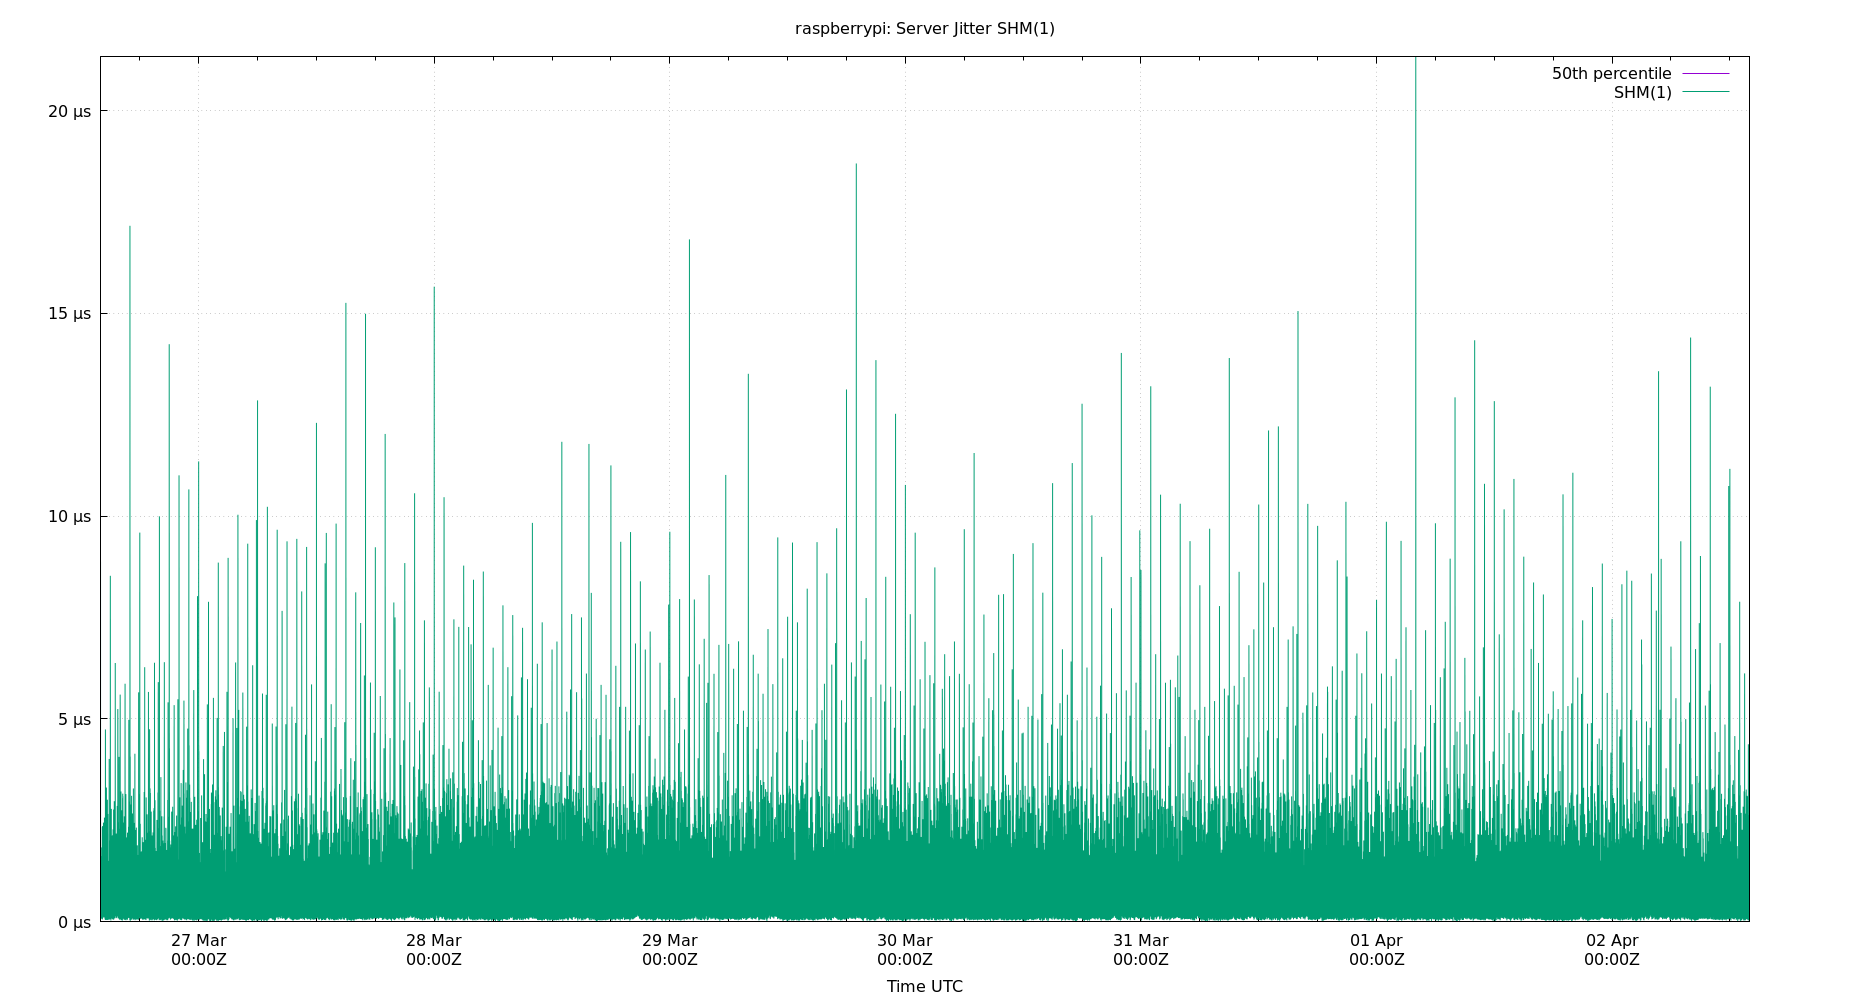 raspberrypi: Server Jitter SHM(1)
50th percentile
SHM(1)
20 µs
15 µs
10 µs
5 µs
0 µs
27 Mar 28 Mar 29 Mar 30 Mar 31 Mar 01 Apr 02 Apr
00:00Z 00:00Z 00:00Z 00:00Z 00:00Z 00:00Z 00:00Z
Time UTC